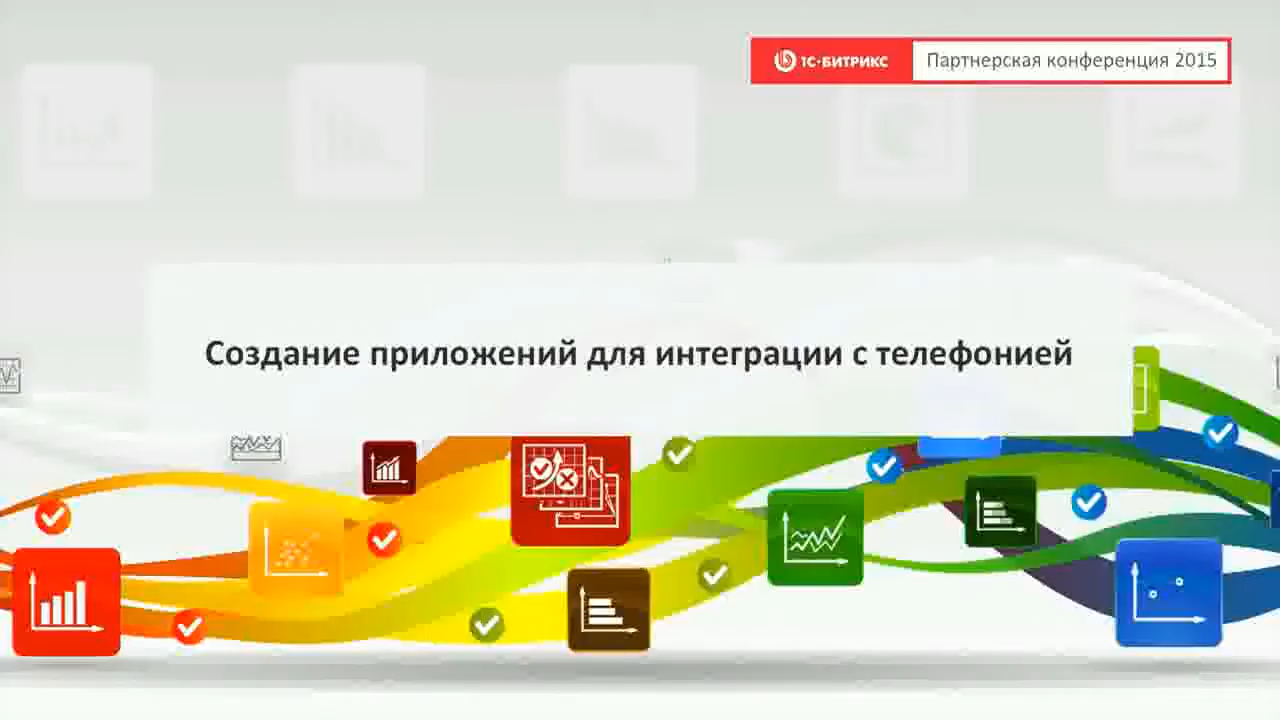 1С-БИТРИКС Партнерская конференция 2015
Создание приложений для интеграции с телефонией